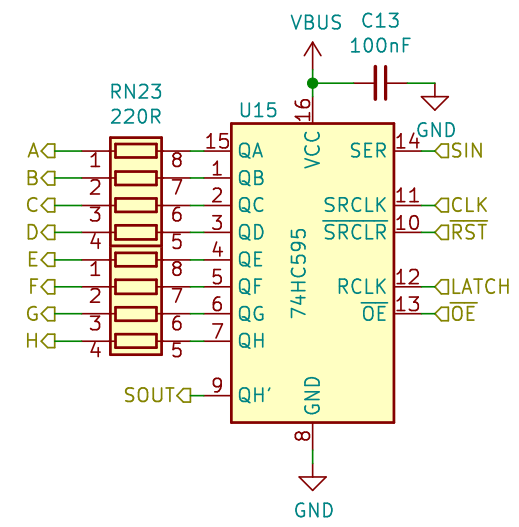 VBUS
C13
100nF
GND
RN23
220R
U15
16
VCC
A 1 8 15 QA
B 2 7 1 QB
C 3 6 2 QC
D 4 5 3 QD
E 1 8 4 QE
F 2 7 5 QF
G 3 6 6 QG
H 4 5 7 QH
SOUT 9 QH'
74HC595
SER 14 SIN
SRCLK 11 CLK
SRCLR 10 RST
RCLK 12 LATCH
OE 13 OE
GND
8
GND